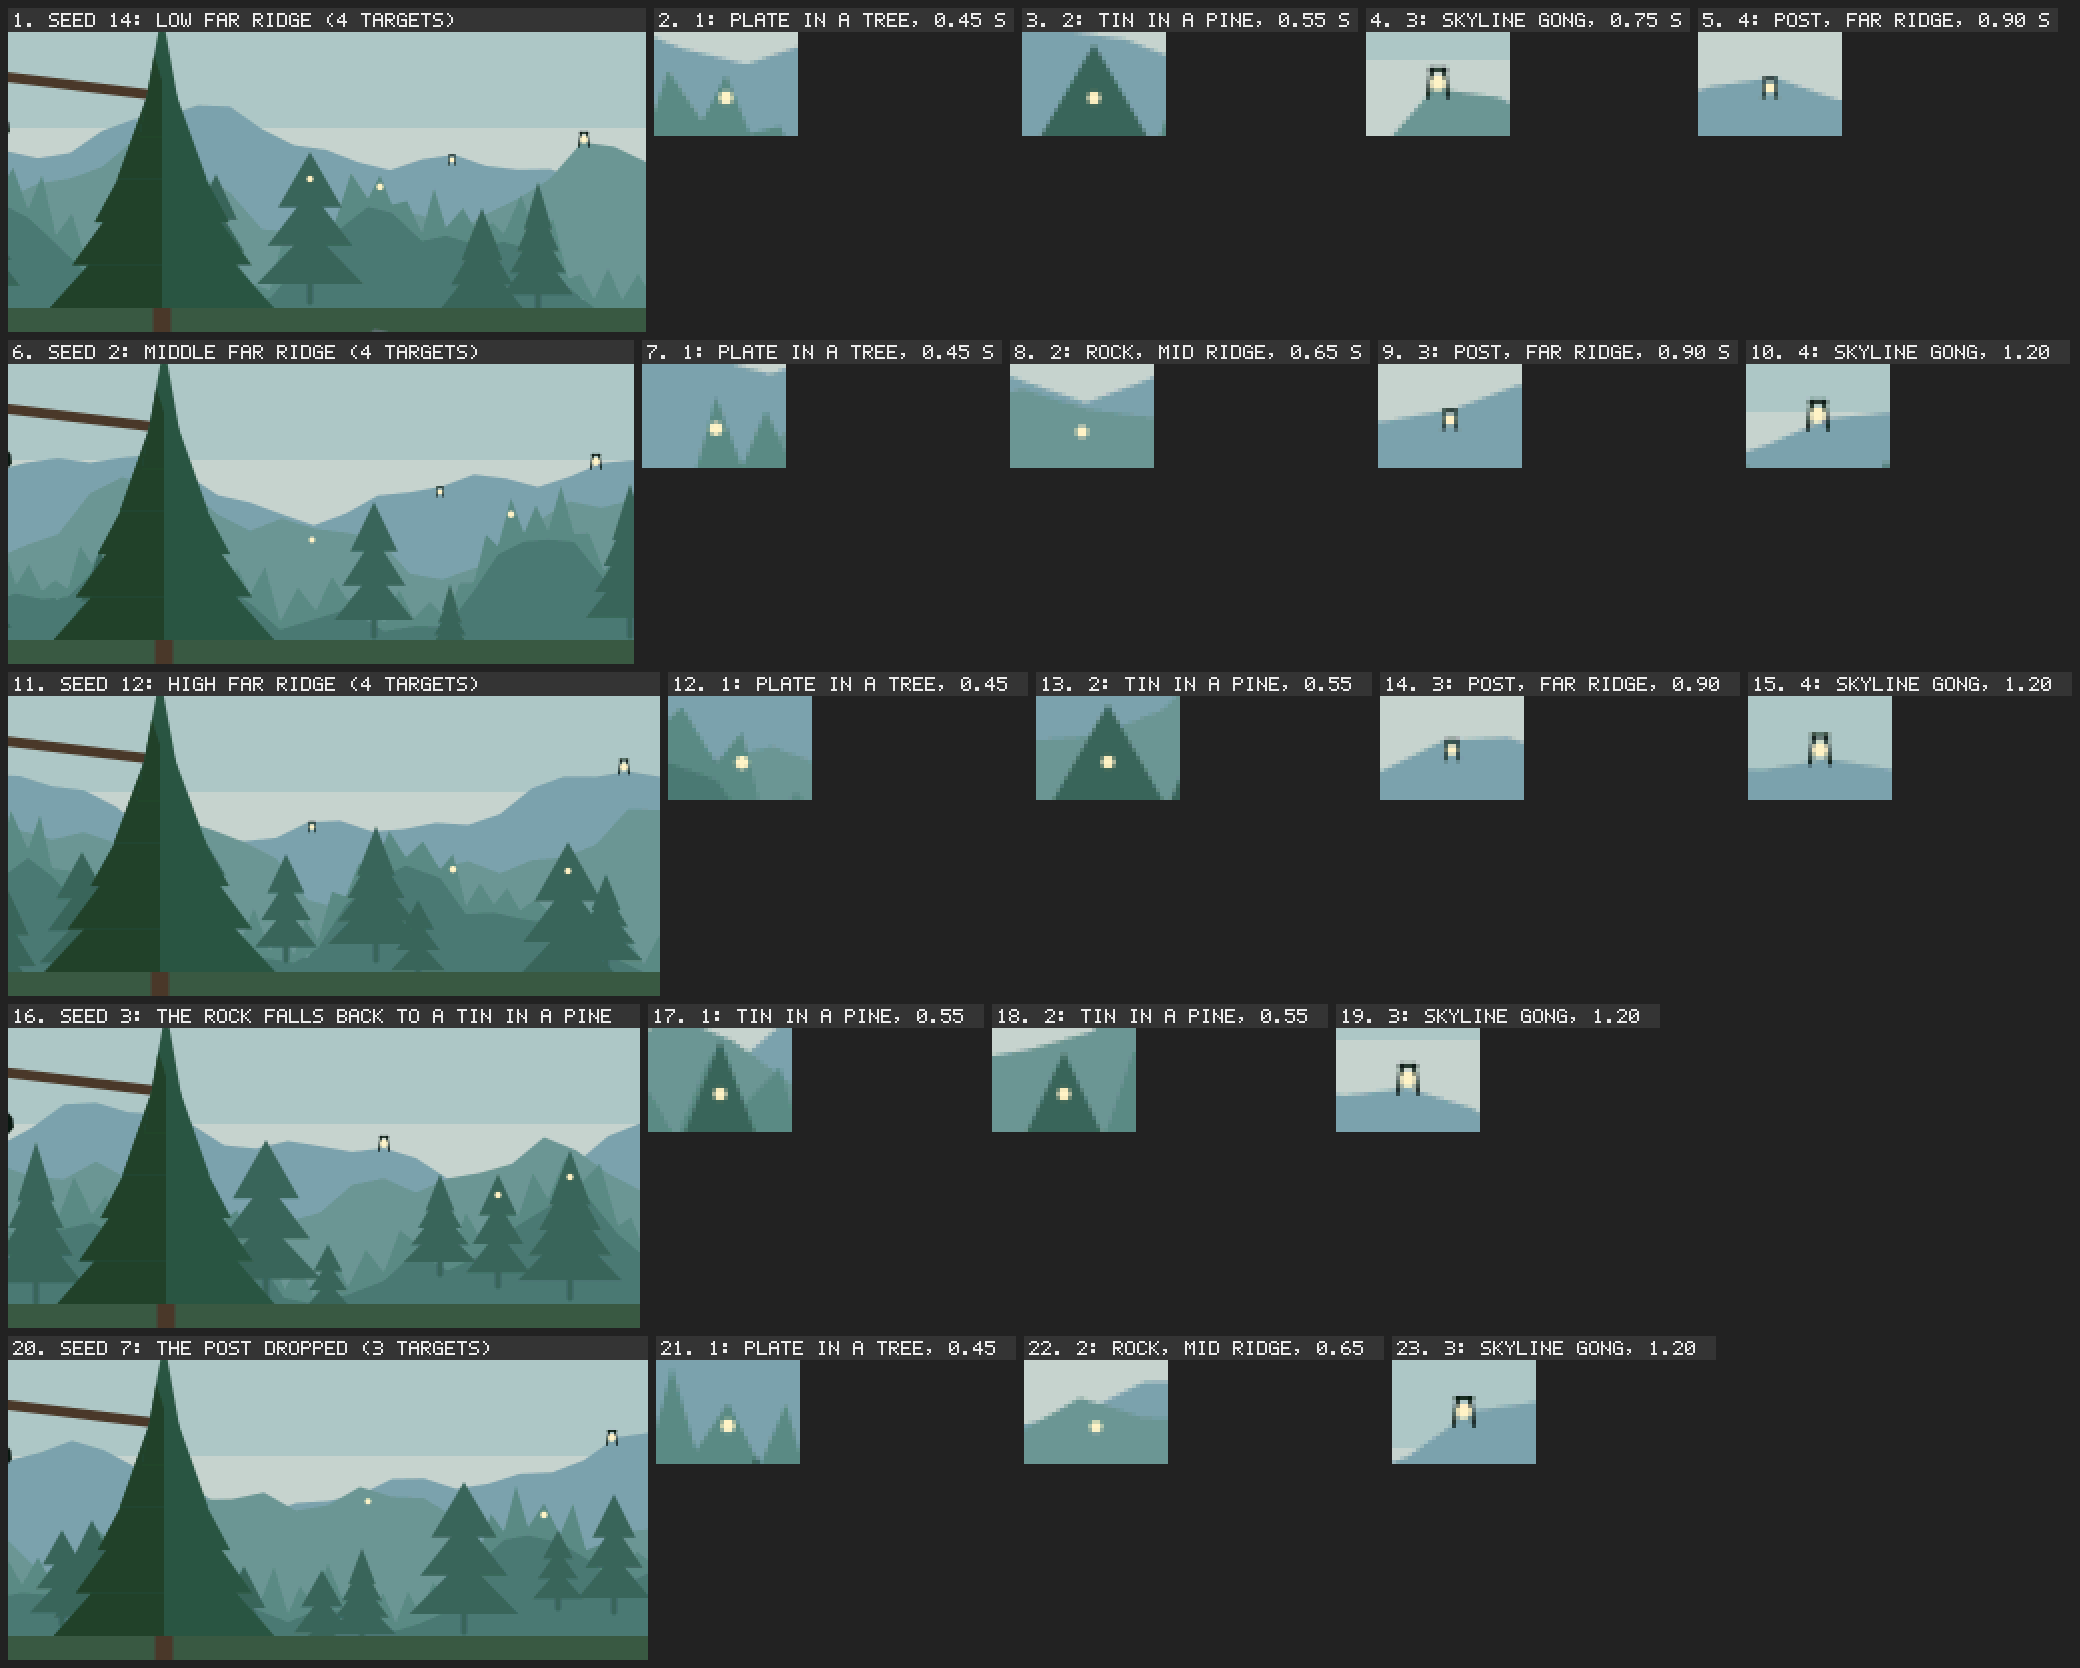 1. SEED 14: LOW FAR RIDGE (4 TARGETS)
2. 1: PLATE IN A TREE, 0.45 S
3. 2: TIN IN A PINE, 0.55 S
4. 3: SKYLINE GONG, 0.75 S
5. 4: POST, FAR RIDGE, 0.90 S
6. SEED 2: MIDDLE FAR RIDGE (4 TARGETS)
7. 1: PLATE IN A TREE, 0.45 S
8. 2: ROCK, MID RIDGE, 0.65 S
9. 3: POST, FAR RIDGE, 0.90 S
10. 4: SKYLINE GONG, 1.20
11. SEED 12: HIGH FAR RIDGE (4 TARGETS)
12. 1: PLATE IN A TREE, 0.45
13. 2: TIN IN A PINE, 0.55
14. 3: POST, FAR RIDGE, 0.90
15. 4: SKYLINE GONG, 1.20
16. SEED 3: THE ROCK FALLS BACK TO A TIN IN A PINE
17. 1: TIN IN A PINE, 0.55
18. 2: TIN IN A PINE, 0.55
19. 3: SKYLINE GONG, 1.20
20. SEED 7: THE POST DROPPED (3 TARGETS)
21. 1: PLATE IN A TREE, 0.45
22. 2: ROCK, MID RIDGE, 0.65
23. 3: SKYLINE GONG, 1.20